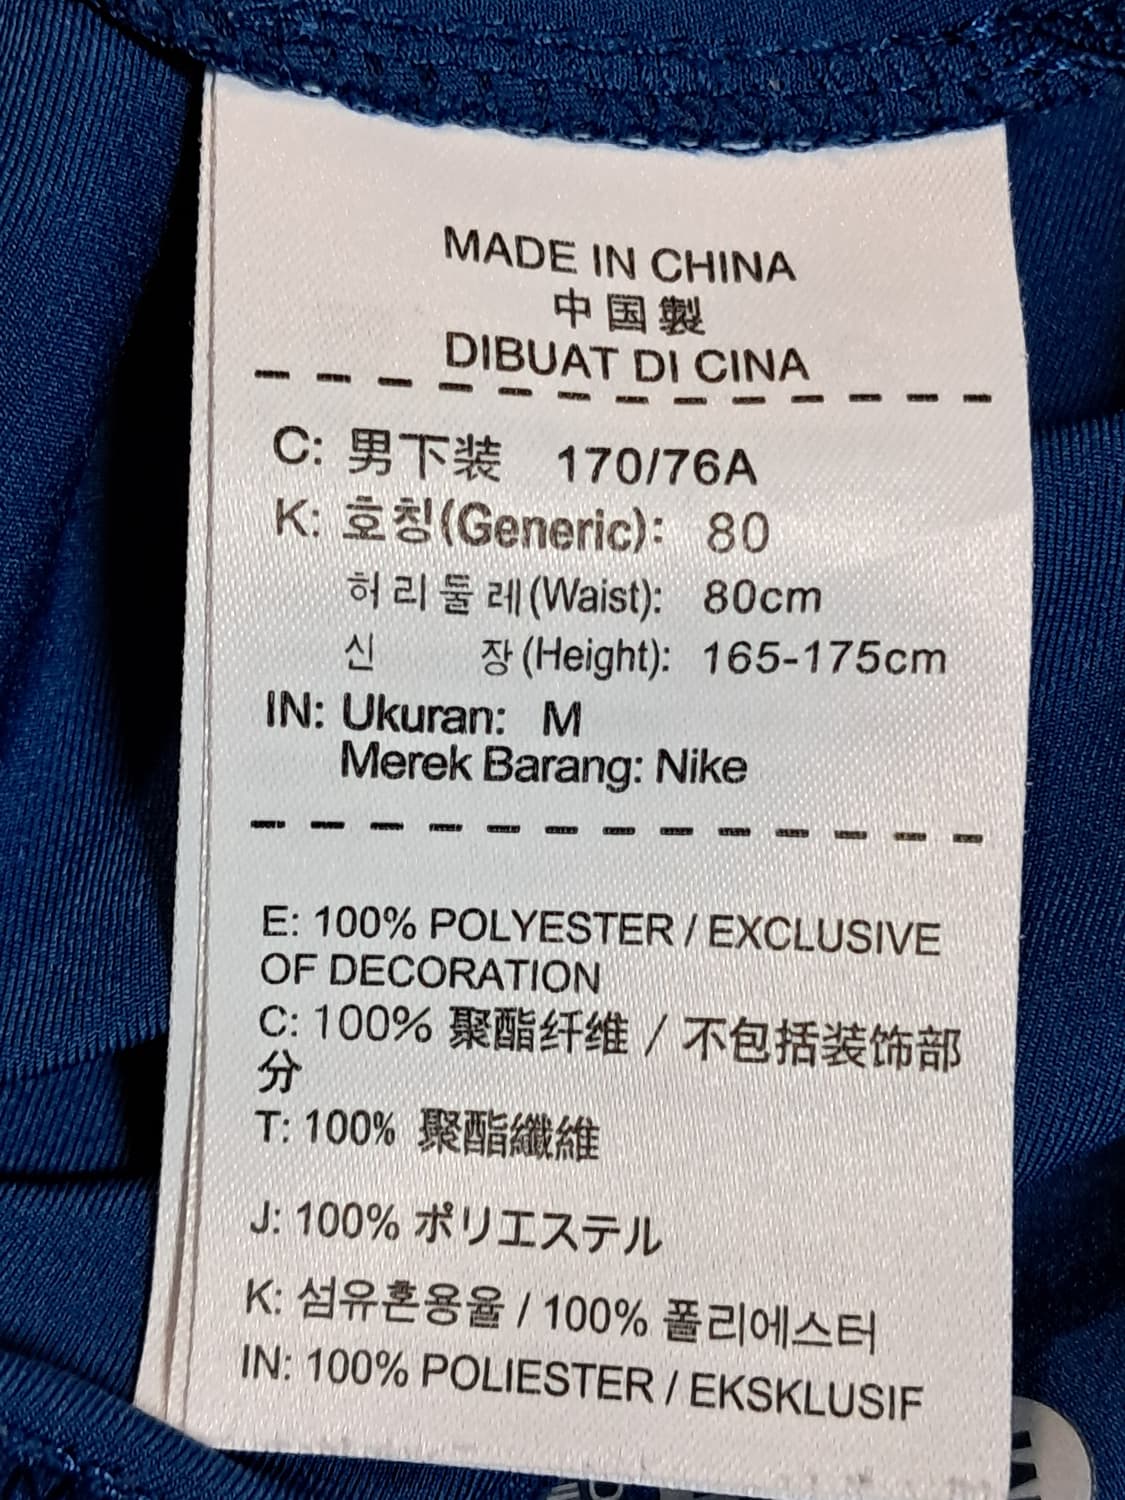 MADE IN CHINA
中国製
DIBUAT DI CINA
C: 男下装 170/76A
K: 호칭(Generic): 80
허리둘레(Waist): 80cm
신 장(Height): 165-175cm
IN: Ukuran: M
Merek Barang: Nike
E: 100% POLYESTER / EXCLUSIVE
OF DECORATION
C: 100% 聚酯纤维 / 不包括装饰部
分
T: 100% 聚酯纖維
J: 100% ポリエステル
K: 섬유혼용율 / 100% 폴리에스터
IN: 100% POLIESTER / EKSKLUSIF